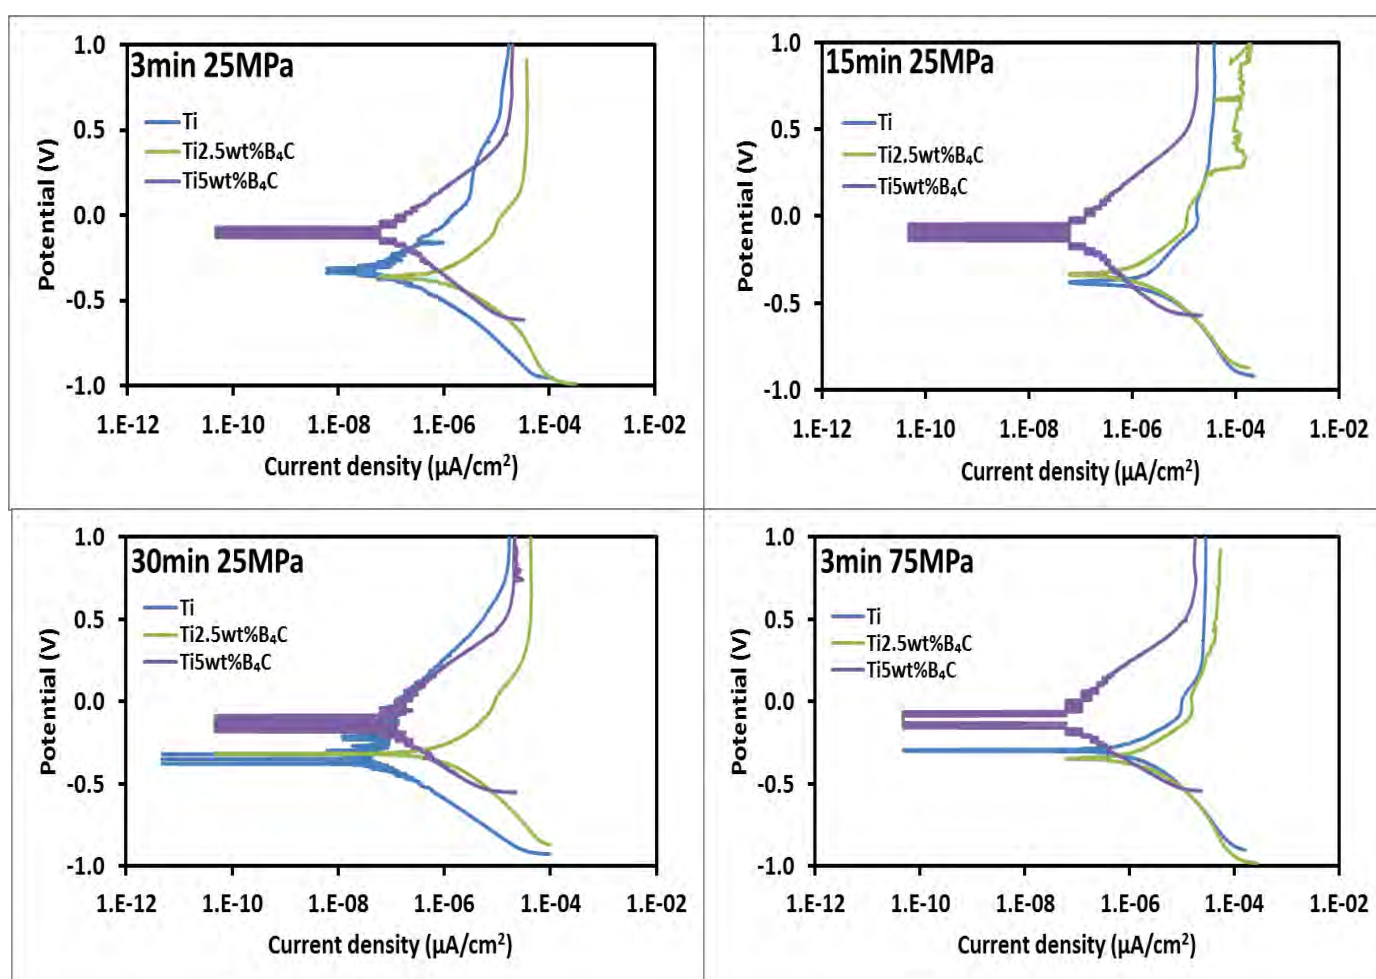 3min 25MPa
1.0
0.5
0.0
-0.5
-1.0
Potential (V)
Ti
Ti2.5wt%B₄C
Ti5wt%B₄C
1.E-12 1.E-10 1.E-08 1.E-06 1.E-04 1.E-02
Current density (μA/cm²)
15min 25MPa
1.0
0.5
0.0
-0.5
-1.0
Potential (V)
Ti
Ti2.5wt%B₄C
Ti5wt%B₄C
1.E-12 1.E-10 1.E-08 1.E-06 1.E-04 1.E-02
Current density (μA/cm²)
30min 25MPa
1.0
0.5
0.0
-0.5
-1.0
Potential (V)
Ti
Ti2.5wt%B₄C
Ti5wt%B₄C
1.E-12 1.E-10 1.E-08 1.E-06 1.E-04 1.E-02
Current density (μA/cm²)
3min 75MPa
1.0
0.5
0.0
-0.5
-1.0
Potential (V)
Ti
Ti2.5wt%B₄C
Ti5wt%B₄C
1.E-12 1.E-10 1.E-08 1.E-06 1.E-04 1.E-02
Current density (μA/cm²)